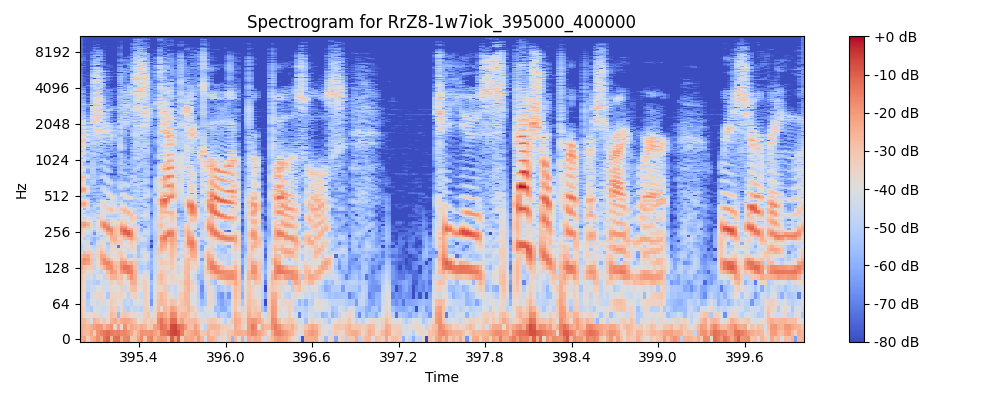 Spectrogram for RrZ8-1w7iok_395000_400000
Hz
8192
4096
2048
1024
512
256
128
64
0
395.4 396.0 396.6 397.2 397.8 398.4 399.0 399.6
Time
+0 dB
-10 dB
-20 dB
-30 dB
-40 dB
-50 dB
-60 dB
-70 dB
-80 dB